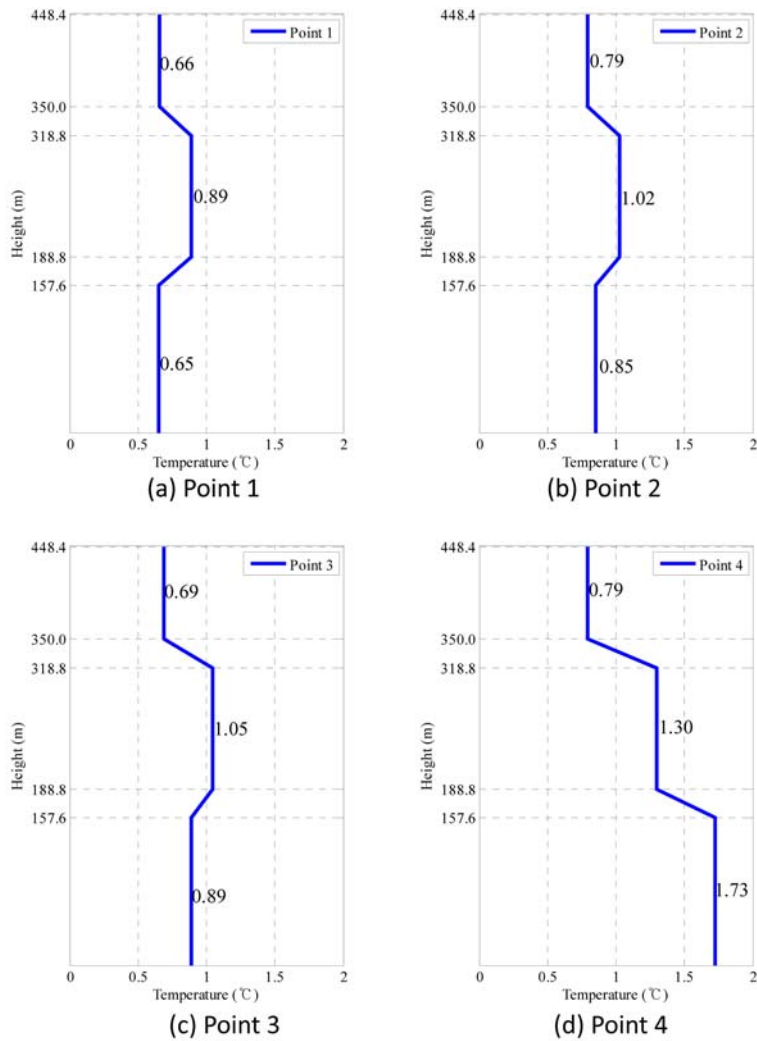 448.4
Point 1
0.66
350.0
318.8
0.89
Height (m)
188.8
157.6
0.65
0 0.5 1 1.5 2
Temperature (℃)
(a) Point 1
448.4
Point 2
0.79
350.0
318.8
1.02
Height (m)
188.8
157.6
0.85
0 0.5 1 1.5 2
Temperature (℃)
(b) Point 2
448.4
Point 3
0.69
350.0
318.8
1.05
Height (m)
188.8
157.6
0.89
0 0.5 1 1.5 2
Temperature (℃)
(c) Point 3
448.4
Point 4
0.79
350.0
318.8
1.30
Height (m)
188.8
157.6
1.73
0 0.5 1 1.5 2
Temperature (℃)
(d) Point 4